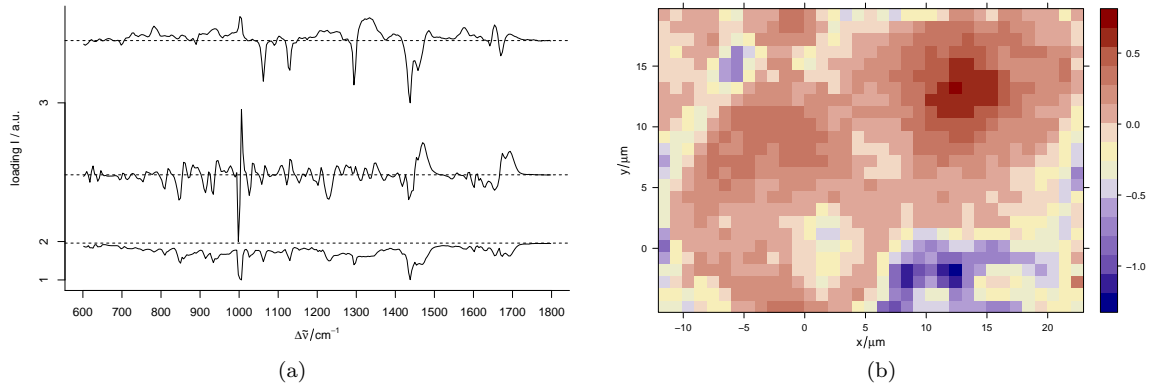 loading I / a.u.
3
2
1
600 700 800 900 1000 1100 1200 1300 1400 1500 1600 1700 1800
Δν̃/cm⁻¹
(a)
y/μm
15
10
5
0
−10 −5 0 5 10 15 20
x/μm
0.5
0.0
−0.5
−1.0
(b)